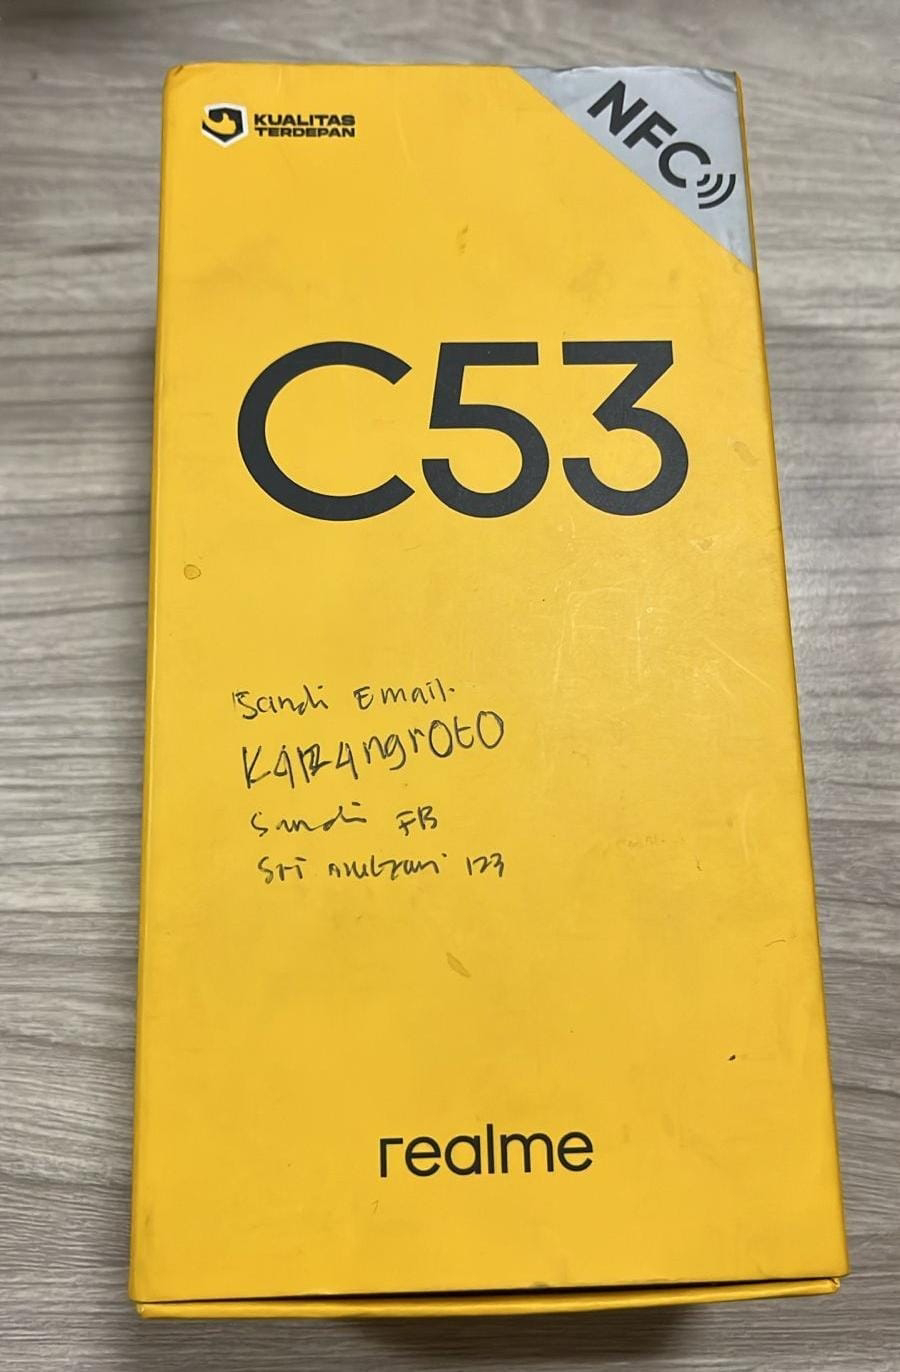 KUALITAS
TERDEPAN
NFC
C53
Sandi Email.
KARAngrOtO
Sandi FB
Sri 123
realme